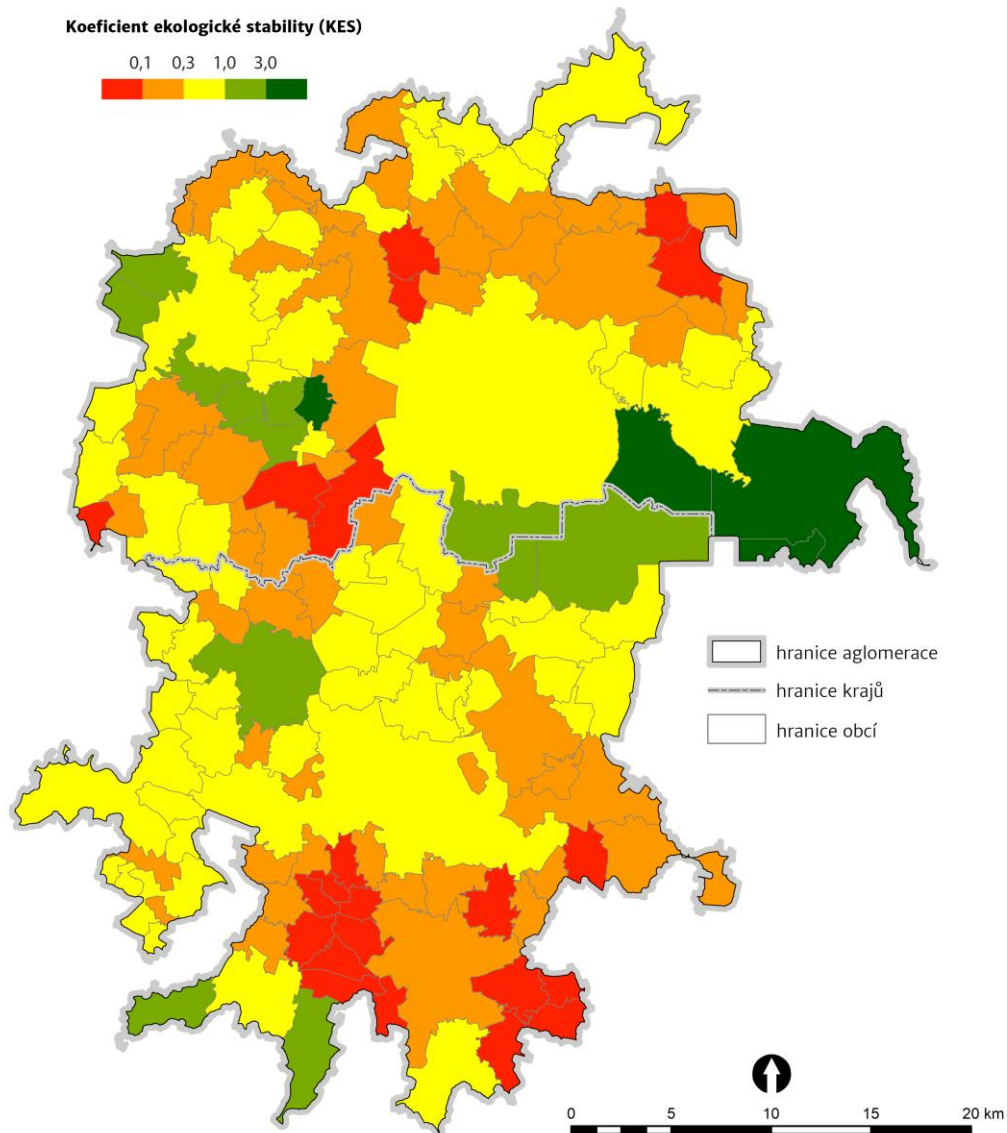 Koeficient ekologické stability (KES)
0,1 0,3 1,0 3,0
hranice aglomerace
hranice krajů
hranice obcí
0 5 10 15 20 km